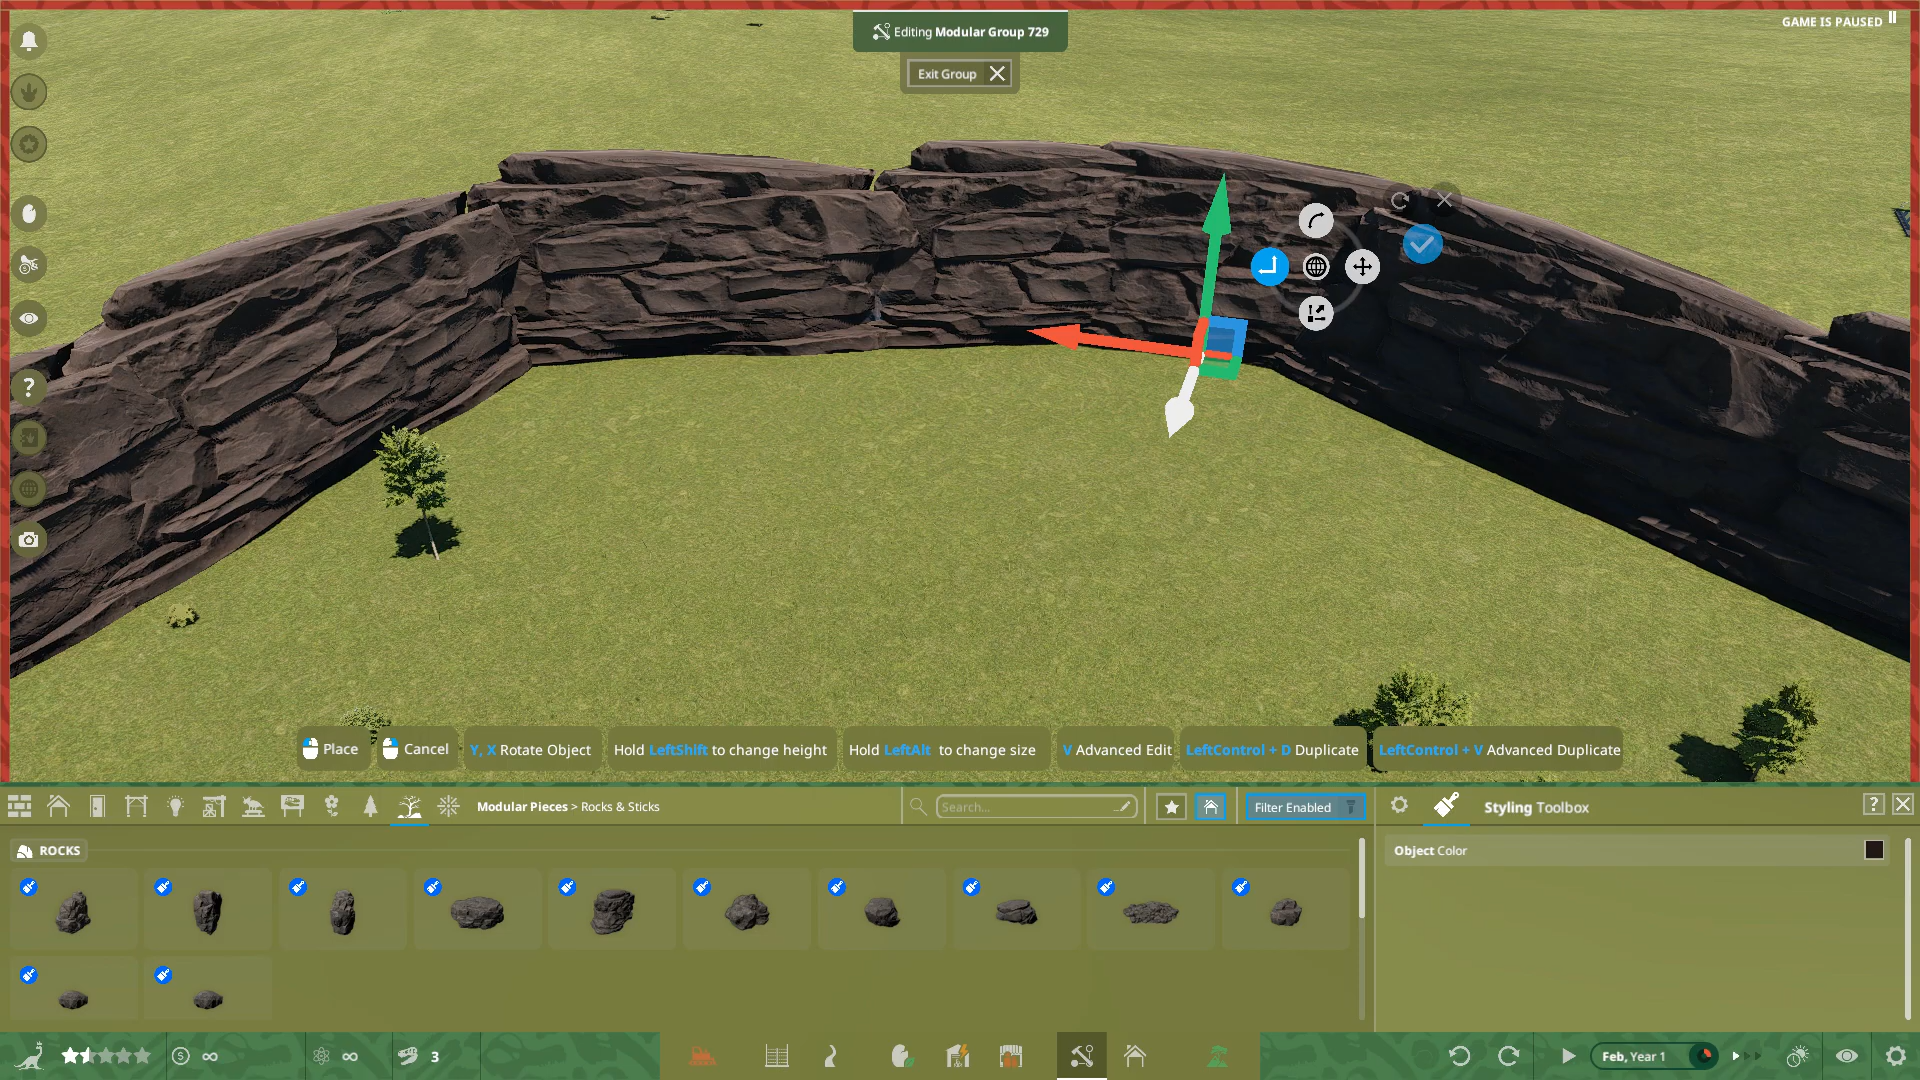 Editing Modular Group 729
GAME IS PAUSED
Exit Group
?
Place
Cancel
Y, X Rotate Object
Hold LeftShift to change height
Hold LeftAlt to change size
V Advanced Edit
LeftControl + D Duplicate
LeftControl + V Advanced Duplicate
Modular Pieces > Rocks & Sticks
Search...
Filter Enabled
Styling Toolbox
?
ROCKS
Object Color
∞
∞
3
Feb, Year 1